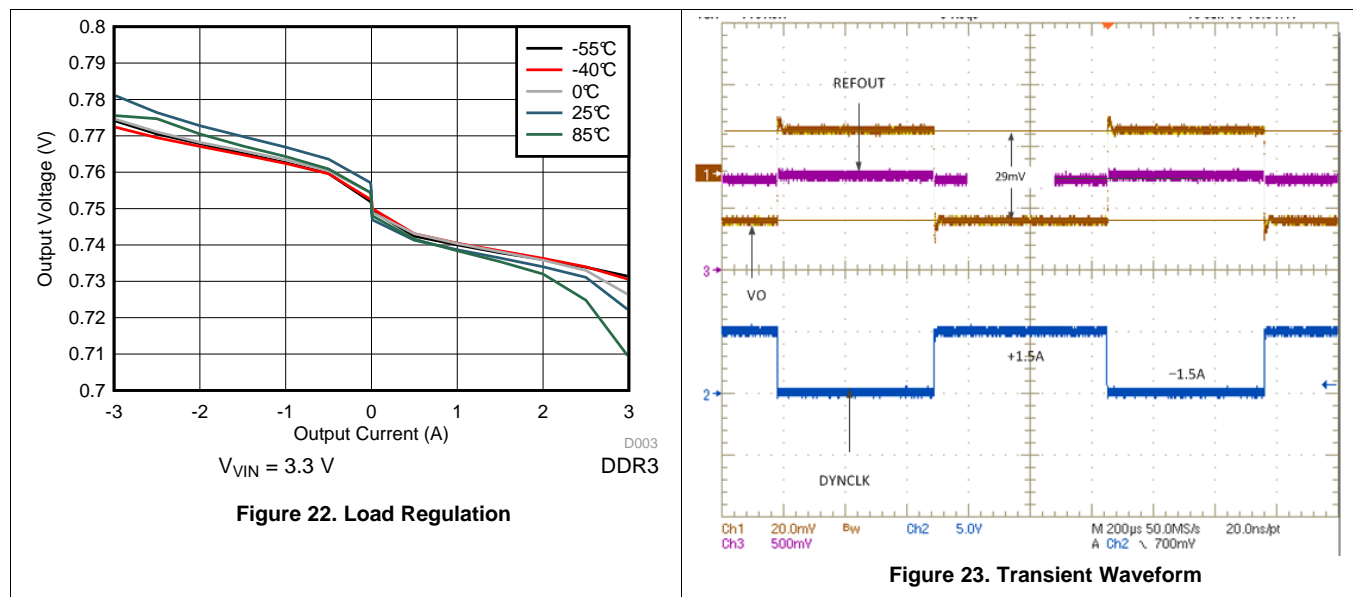 0.8
0.79
0.78
0.77
0.76
0.75
0.74
0.73
0.72
0.71
0.7
Output Voltage (V)
-55°C
-40°C
0°C
25°C
85°C
-3
-2
-1
0
1
2
3
Output Current (A)
D003
V_VIN = 3.3 V
DDR3
Figure 22. Load Regulation
REFOUT
1
29mV
3
VO
+1.5A
−1.5A
2
DYNCLK
Ch1 20.0mV Bw Ch2 5.0V M 200µs 50.0MS/s 20.0ns/pt
Ch3 500mV A Ch2 \ 700mV
Figure 23. Transient Waveform